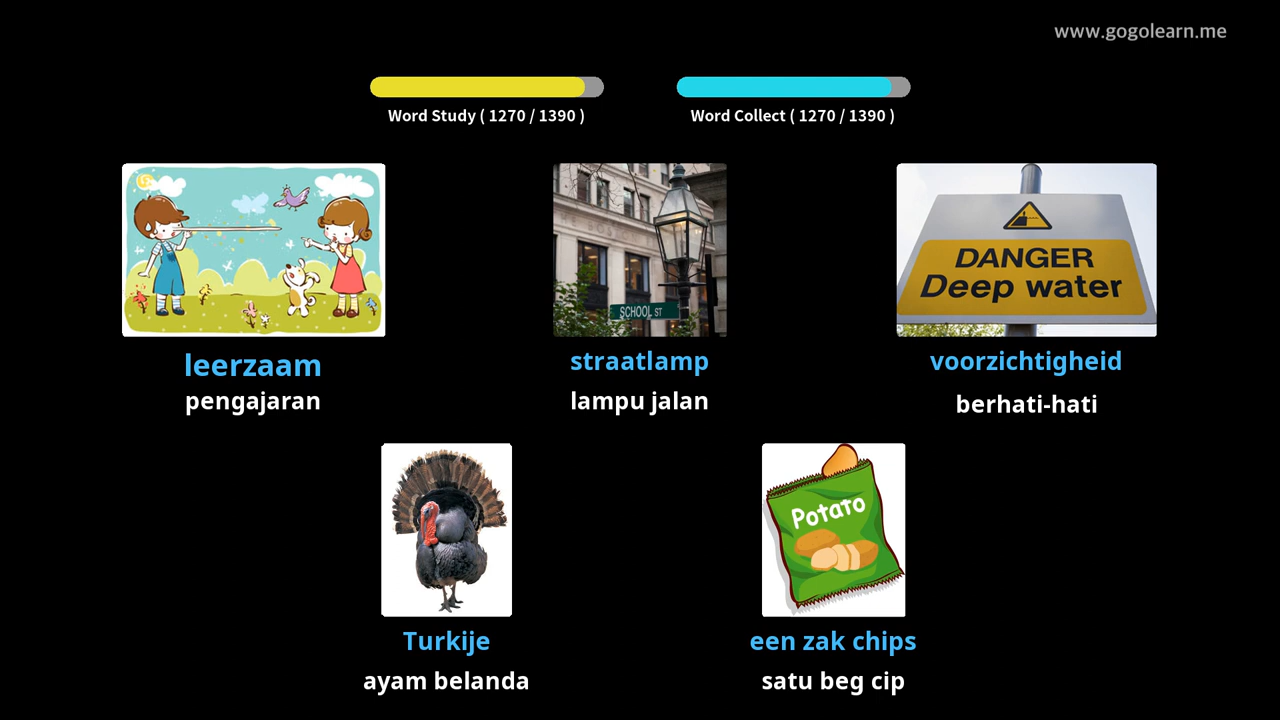 www.gogolearn.me
Word Study ( 1270 / 1390 )
Word Collect ( 1270 / 1390 )
SCHOOL ST
DANGER
Deep water
leerzaam
straatlamp
voorzichtigheid
pengajaran
lampu jalan
berhati-hati
Potato
Turkije
een zak chips
ayam belanda
satu beg cip